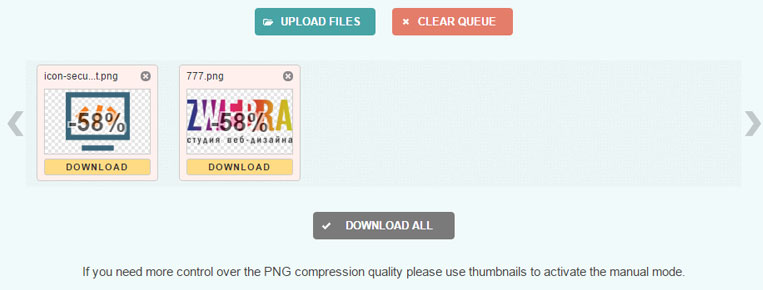 UPLOAD FILES
CLEAR QUEUE
icon-secu...t.png
777.png
-58%
ZWEBRA
-58%
студия веб-дизайна
DOWNLOAD
DOWNLOAD
DOWNLOAD ALL
If you need more control over the PNG compression quality please use thumbnails to activate the manual mode.